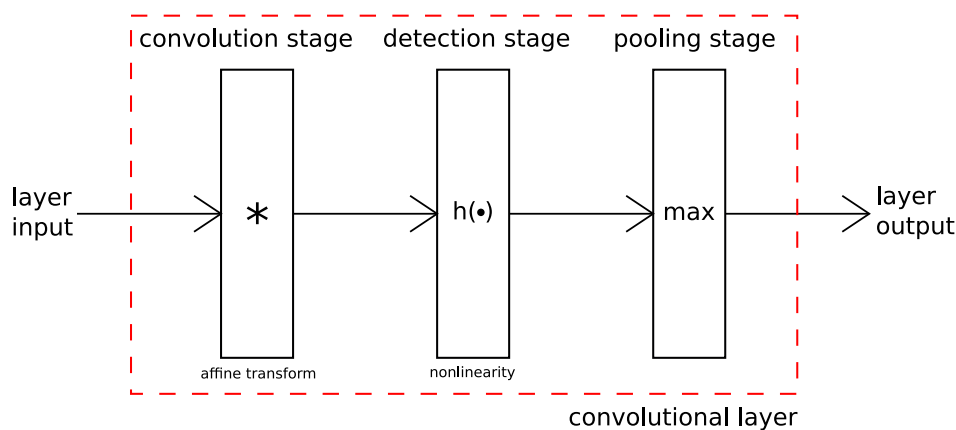 convolution stage
detection stage
pooling stage
layer
input
*
h(•)
max
layer
output
affine transform
nonlinearity
convolutional layer